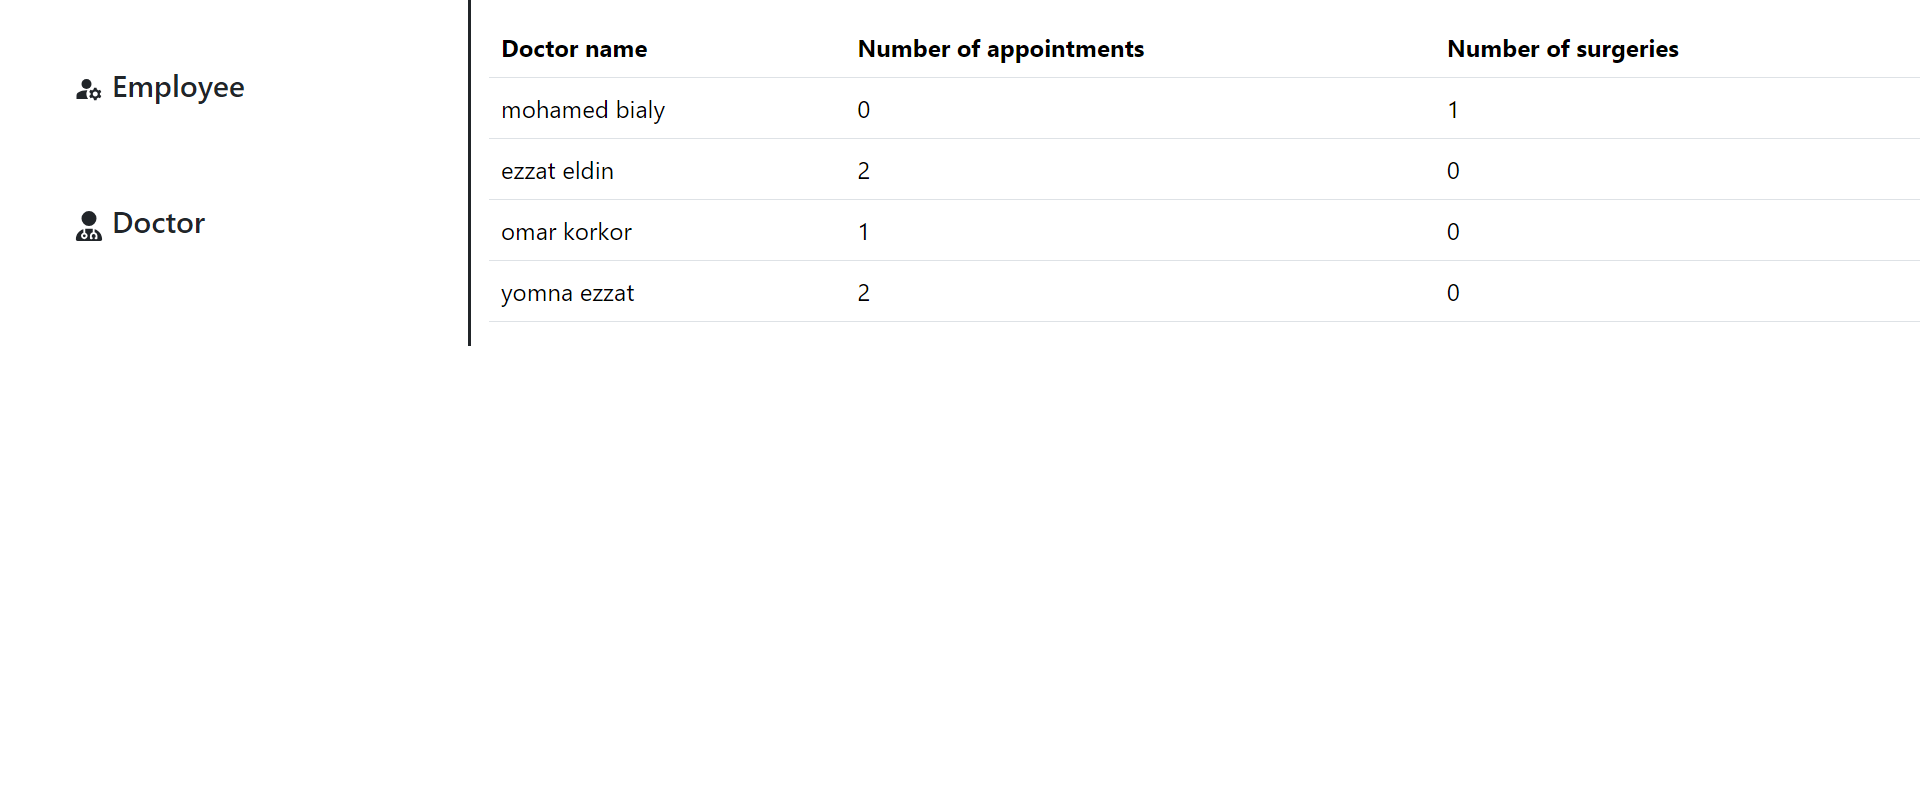 Employee
Doctor
Doctor name Number of appointments Number of surgeries
mohamed bialy 0 1
ezzat eldin 2 0
omar korkor 1 0
yomna ezzat 2 0